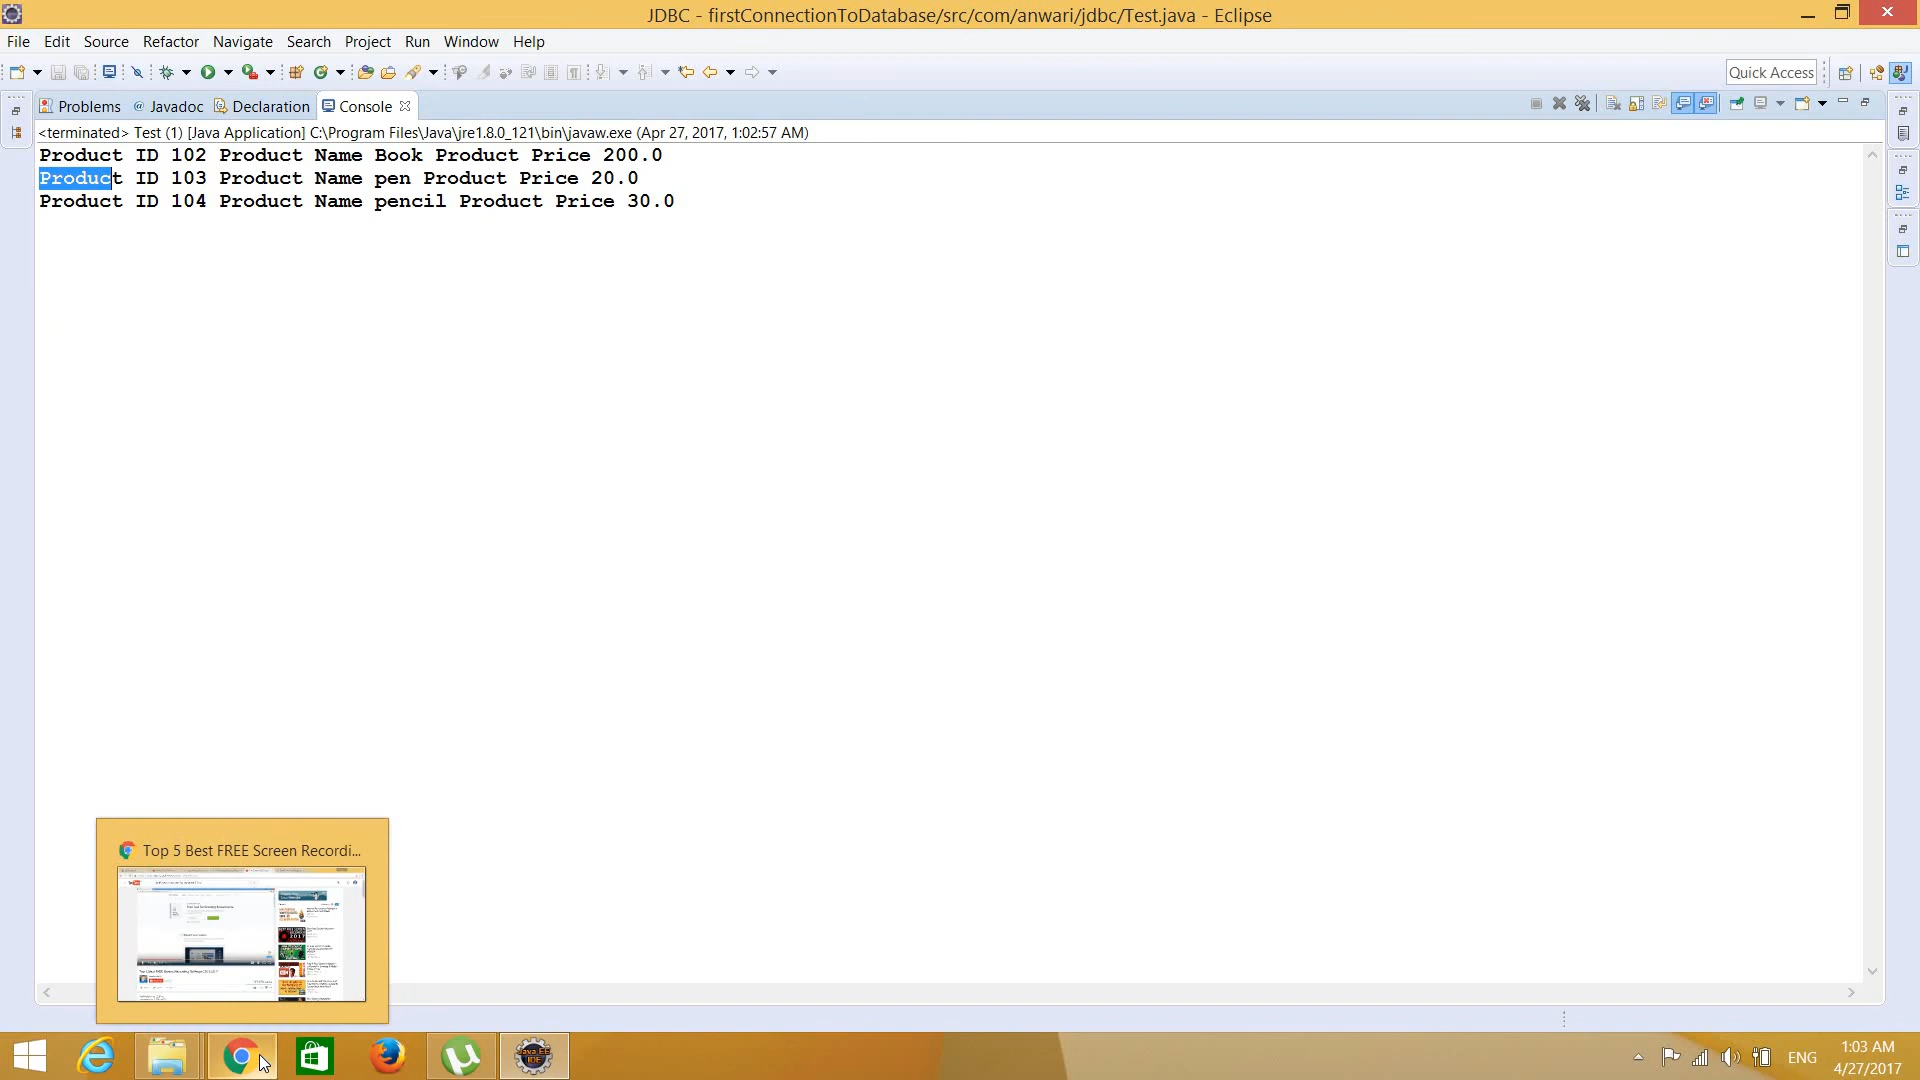 JDBC - firstConnectionToDatabase/src/com/anwari/jdbc/Test.java - Eclipse
File Edit Source Refactor Navigate Search Project Run Window Help
Quick Access
Problems @ Javadoc Declaration Console
<terminated> Test (1) [Java Application] C:\Program Files\Java\jre1.8.0_121\bin\javaw.exe (Apr 27, 2017, 1:02:57 AM)
Product ID 102 Product Name Book Product Price 200.0
Product ID 103 Product Name pen Product Price 20.0
Product ID 104 Product Name pencil Product Price 30.0
Top 5 Best FREE Screen Recordi...
Java EE
IDE
ENG
1:03 AM
4/27/2017